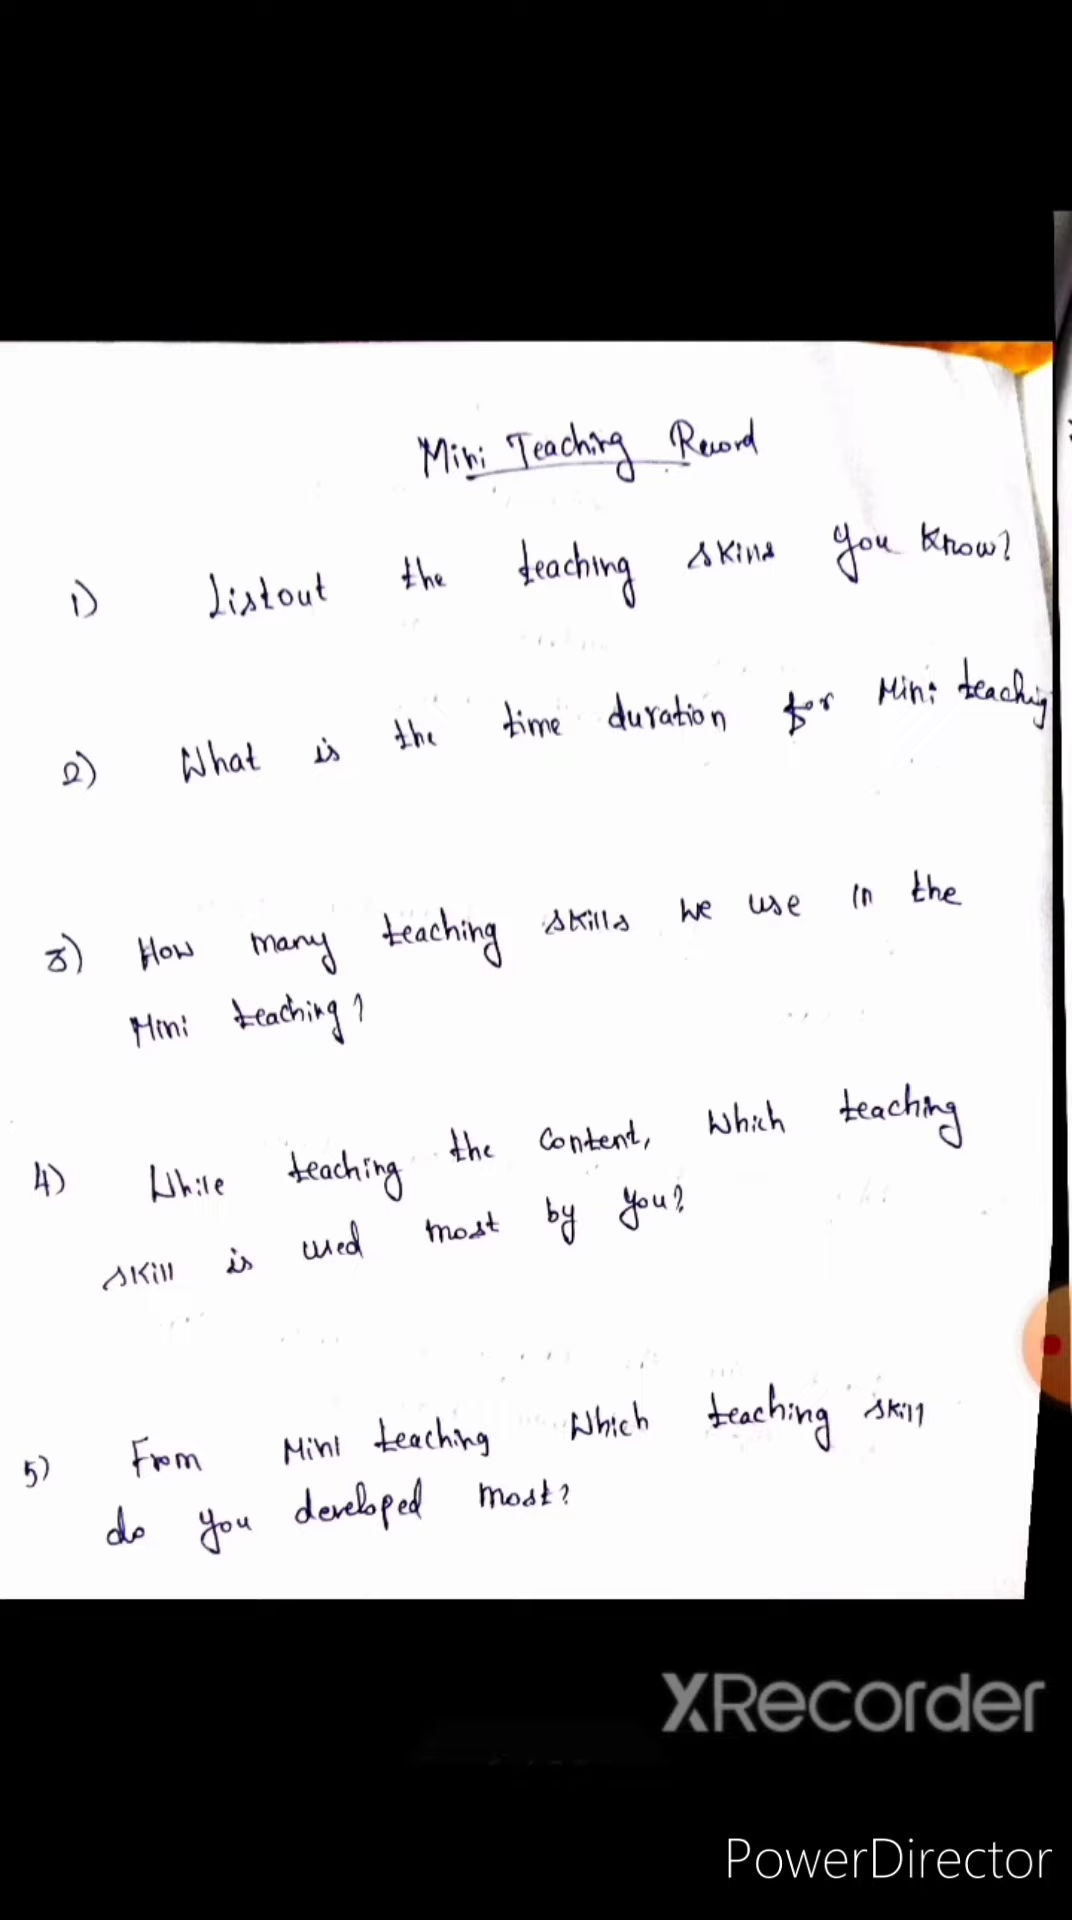 Mini Teaching Record
1) Listout the teaching skills you know?
2) What is the time duration for Mini teaching
3) How many teaching skills we use in the
Mini teaching?
4) While teaching the content, which teaching
skill is used most by you?
5) From Mini teaching which teaching skill
do you developed most?
XRecorder
PowerDirector